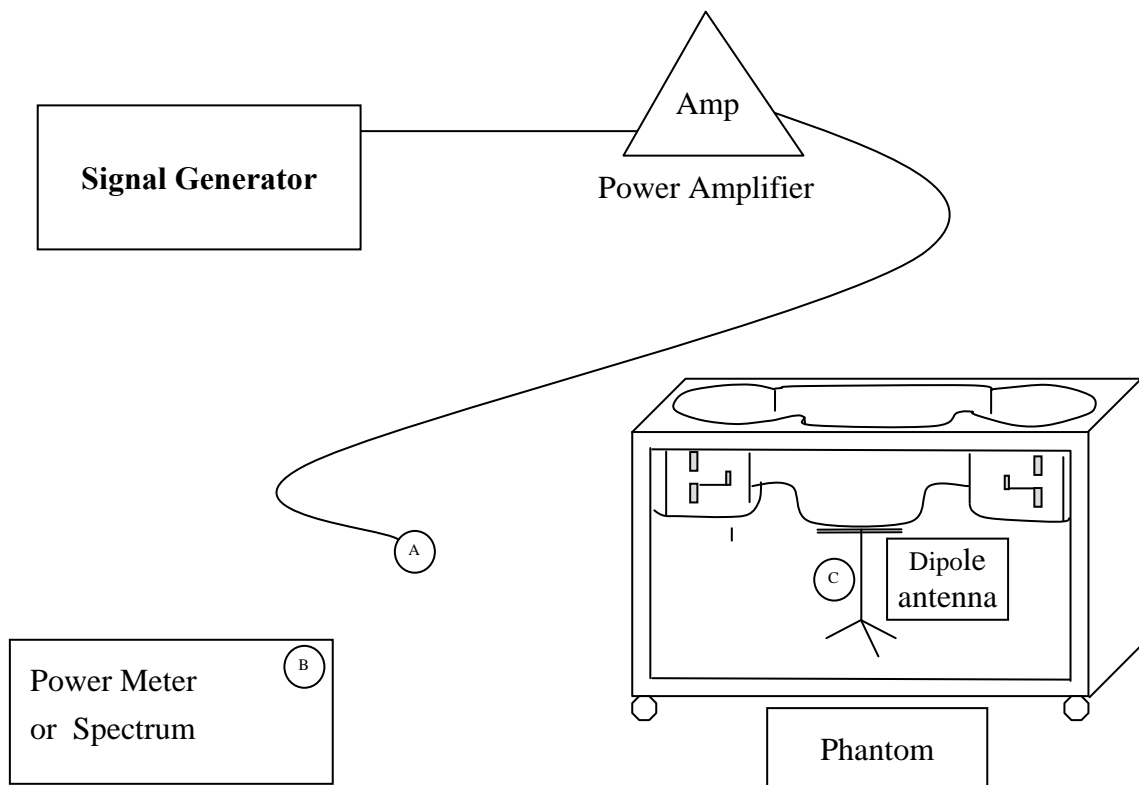 Amp
Signal Generator
Power Amplifier
A
C
Dipole
antenna
B
Power Meter
or Spectrum
Phantom